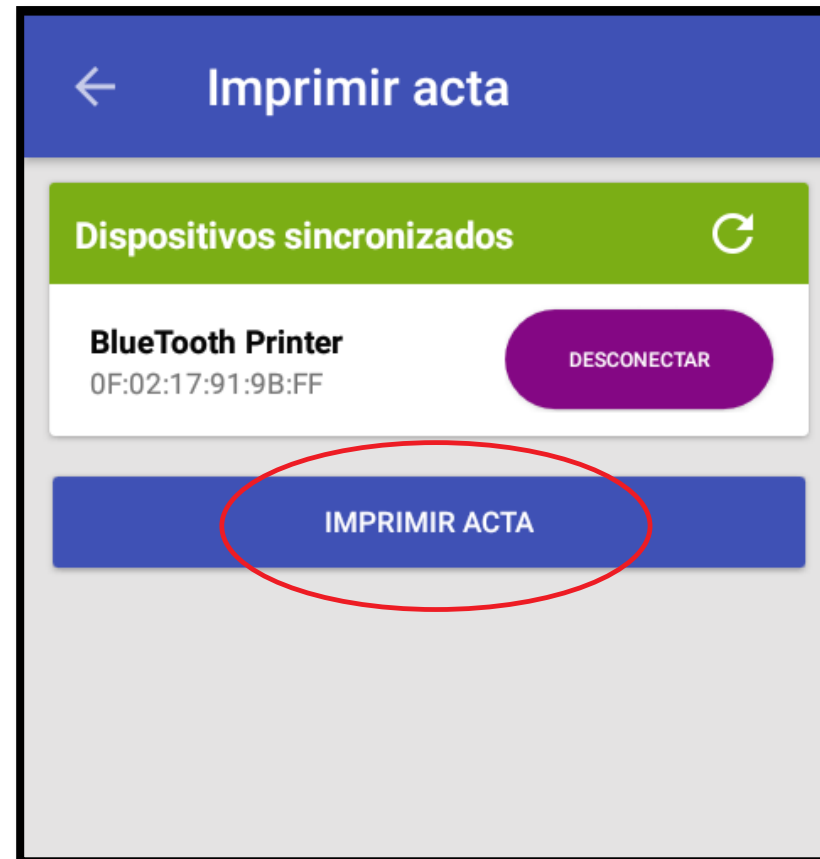 Imprimir acta
Dispositivos sincronizados
BlueTooth Printer
DESCONECTAR
0F:02:17:91:9B:FF
IMPRIMIR ACTA